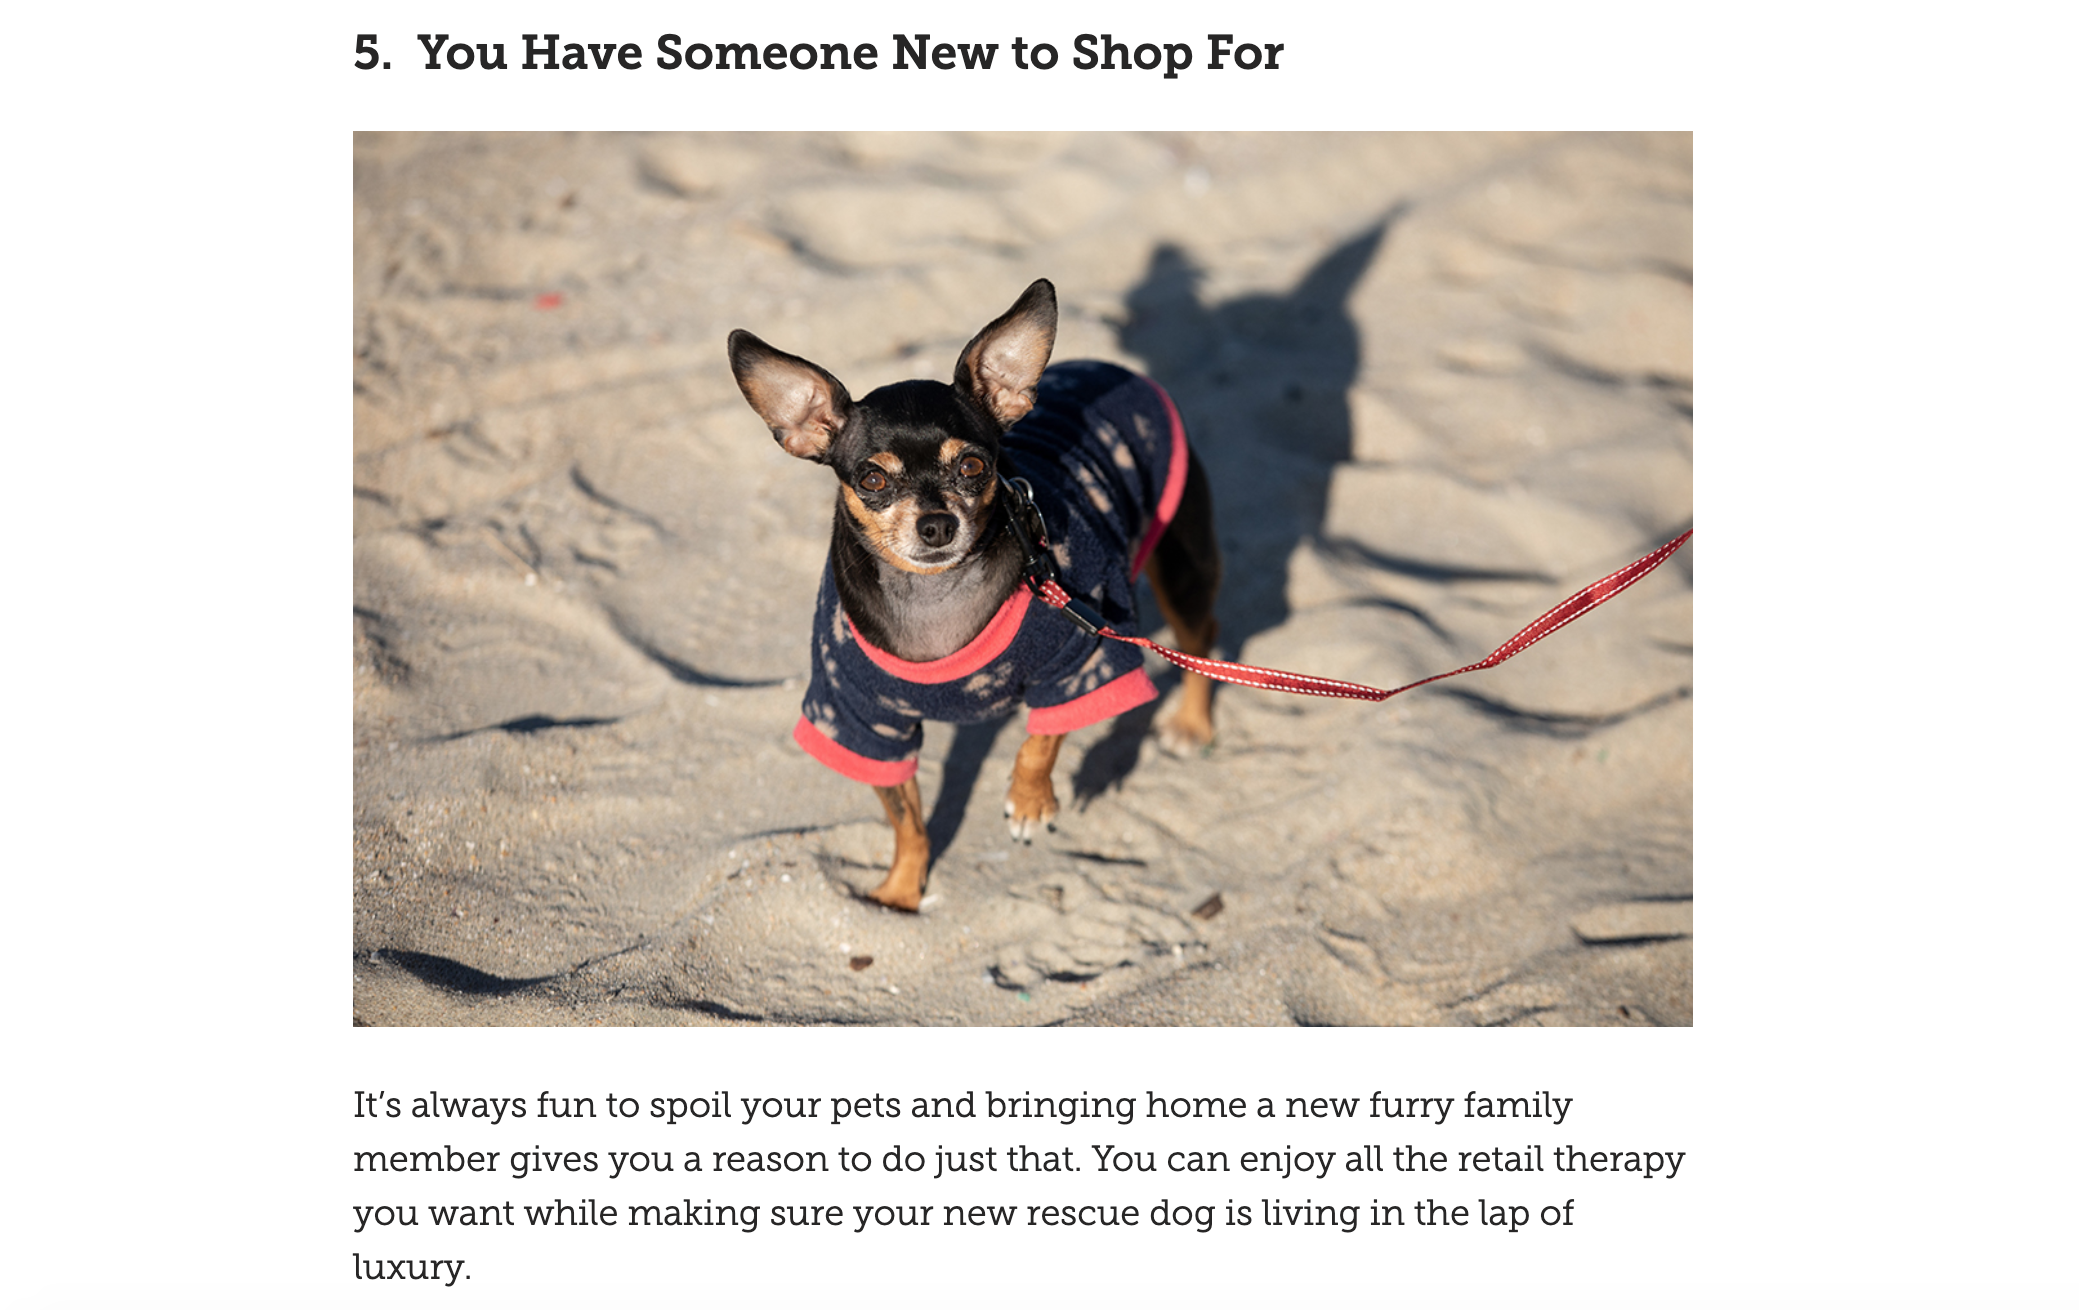 5. You Have Someone New to Shop For
It’s always fun to spoil your pets and bringing home a new furry family
member gives you a reason to do just that. You can enjoy all the retail therapy
you want while making sure your new rescue dog is living in the lap of
luxury.